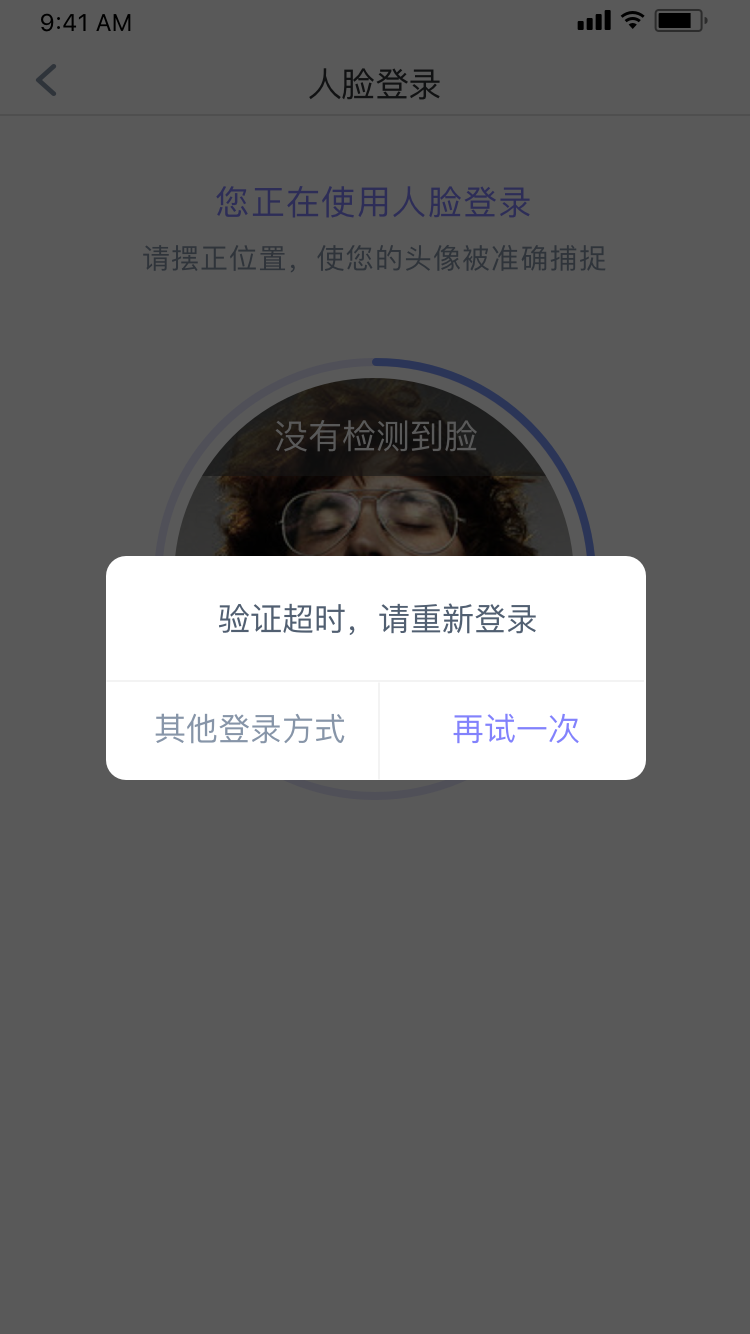 9:41 AM
人脸登录
您正在使用人脸登录
请摆正位置，使您的头像被准确捕捉
没有检测到脸
验证超时，请重新登录
其他登录方式
再试一次